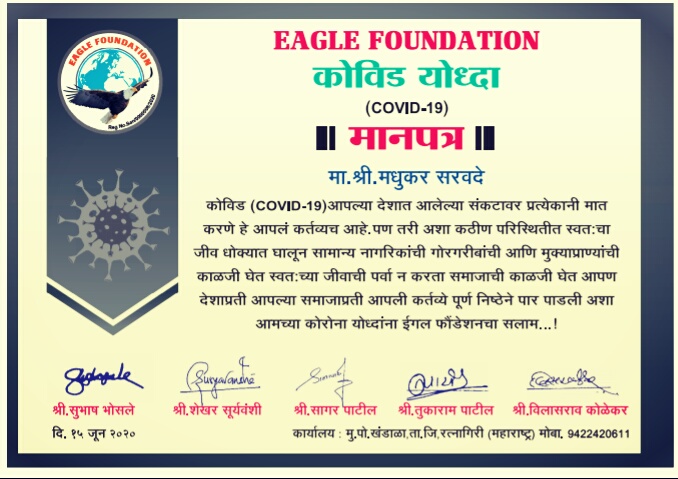 EAGLE FOUNDATION
EAGLE FOUNDATION
कोविड योध्दा
(COVID-19)
|| मानपत्र ||
मा.श्री.मधुकर सरवदे
कोविड (COVID-19)आपल्या देशात आलेल्या संकटावर प्रत्येकानी मात
करणे हे आपलं कर्तव्यच आहे.पण तरी अशा कठीण परिस्थितीत स्वत:चा
जीव धोक्यात घालून सामान्य नागरिकांची गोरगरीबांची आणि मुक्याप्राण्यांची
काळजी घेत स्वत:च्या जीवाची पर्वा न करता समाजाची काळजी घेत आपण
देशाप्रती आपल्या समाजाप्रती आपली कर्तव्ये पूर्ण निष्ठेने पार पाडली अशा
आमच्या कोरोना योध्दांना ईगल फौंडेशनचा सलाम...!
श्री.सुभाष भोसले श्री.शेखर सूर्यवंशी श्री.सागर पाटील श्री.तुकाराम पाटील श्री.विलासराव कोळेकर
दि. १५ जून २०२० कार्यालय : मु.पो.खंडाळा,ता.जि,रत्नागिरी (महाराष्ट्र) मोबा. 9422420611